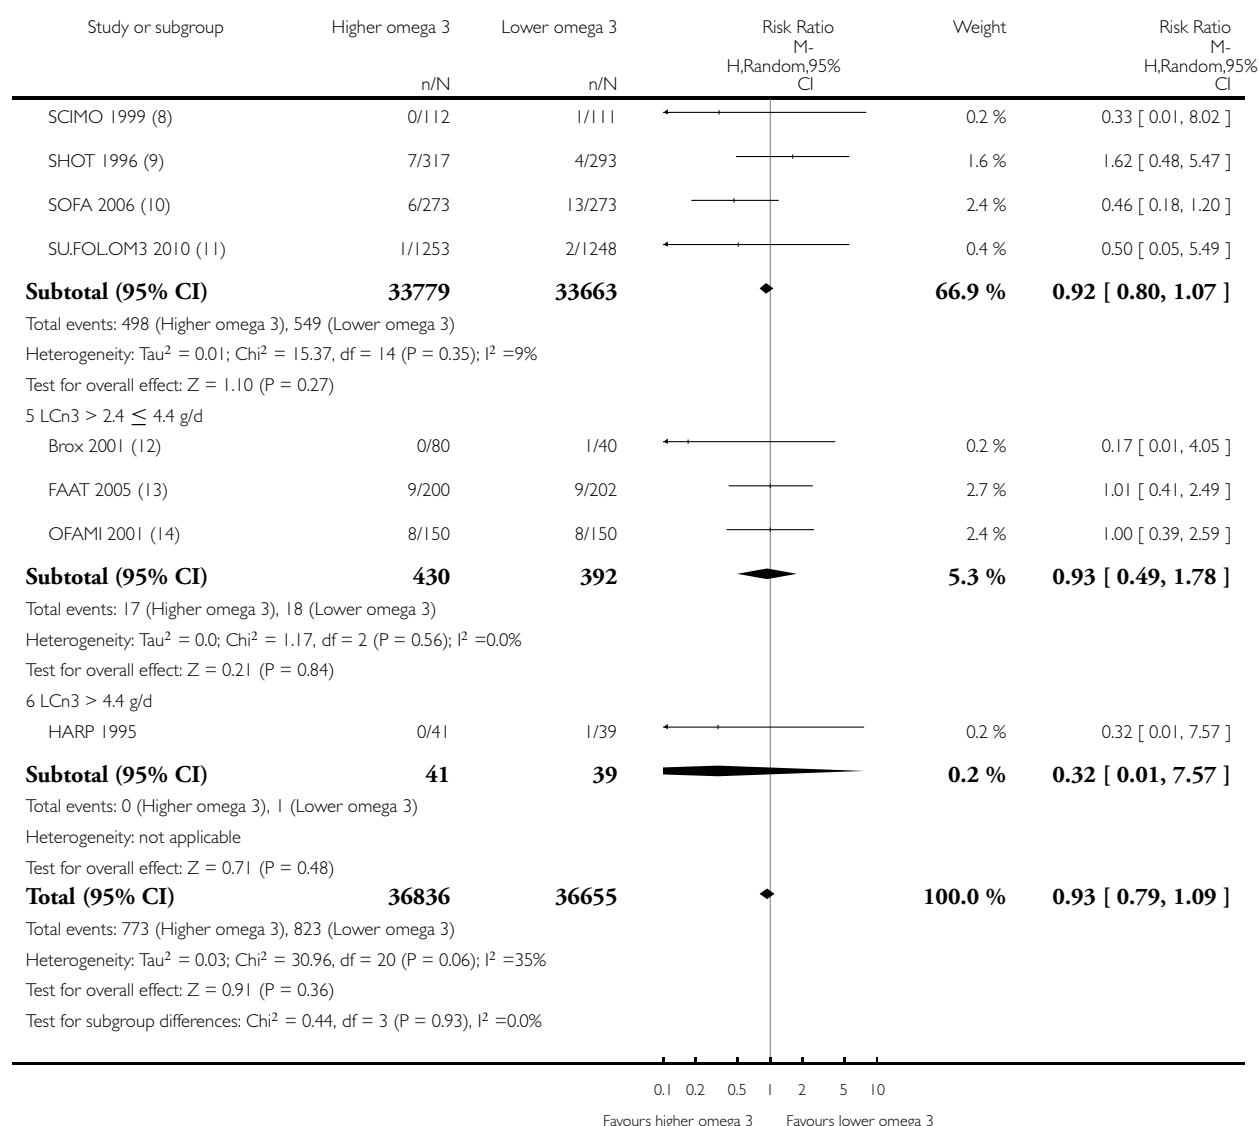 Study or subgroup Higher omega 3 Lower omega 3 Risk Ratio Weight Risk Ratio
n/N n/N M-H,Random,95% CI M-H,Random,95% CI
SCIMO 1999 (8) 0/112 1/111 0.2 % 0.33 [ 0.01, 8.02 ]
SHOT 1996 (9) 7/317 4/293 1.6 % 1.62 [ 0.48, 5.47 ]
SOFA 2006 (10) 6/273 13/273 2.4 % 0.46 [ 0.18, 1.20 ]
SU.FOL.OM3 2010 (11) 1/1253 2/1248 0.4 % 0.50 [ 0.05, 5.49 ]
Subtotal (95% CI) 33779 33663 66.9 % 0.92 [ 0.80, 1.07 ]
Total events: 498 (Higher omega 3), 549 (Lower omega 3)
Heterogeneity: Tau² = 0.01; Chi² = 15.37, df = 14 (P = 0.35); I² =9%
Test for overall effect: Z = 1.10 (P = 0.27)
5 LCn3 > 2.4 ≤ 4.4 g/d
Brox 2001 (12) 0/80 1/40 0.2 % 0.17 [ 0.01, 4.05 ]
FAAT 2005 (13) 9/200 9/202 2.7 % 1.01 [ 0.41, 2.49 ]
OFAMI 2001 (14) 8/150 8/150 2.4 % 1.00 [ 0.39, 2.59 ]
Subtotal (95% CI) 430 392 5.3 % 0.93 [ 0.49, 1.78 ]
Total events: 17 (Higher omega 3), 18 (Lower omega 3)
Heterogeneity: Tau² = 0.0; Chi² = 1.17, df = 2 (P = 0.56); I² =0.0%
Test for overall effect: Z = 0.21 (P = 0.84)
6 LCn3 > 4.4 g/d
HARP 1995 0/41 1/39 0.2 % 0.32 [ 0.01, 7.57 ]
Subtotal (95% CI) 41 39 0.2 % 0.32 [ 0.01, 7.57 ]
Total events: 0 (Higher omega 3), 1 (Lower omega 3)
Heterogeneity: not applicable
Test for overall effect: Z = 0.71 (P = 0.48)
Total (95% CI) 36836 36655 100.0 % 0.93 [ 0.79, 1.09 ]
Total events: 773 (Higher omega 3), 823 (Lower omega 3)
Heterogeneity: Tau² = 0.03; Chi² = 30.96, df = 20 (P = 0.06); I² =35%
Test for overall effect: Z = 0.91 (P = 0.36)
Test for subgroup differences: Chi² = 0.44, df = 3 (P = 0.93), I² =0.0%
0.1 0.2 0.5 1 2 5 10
Favours higher omega 3 Favours lower omega 3